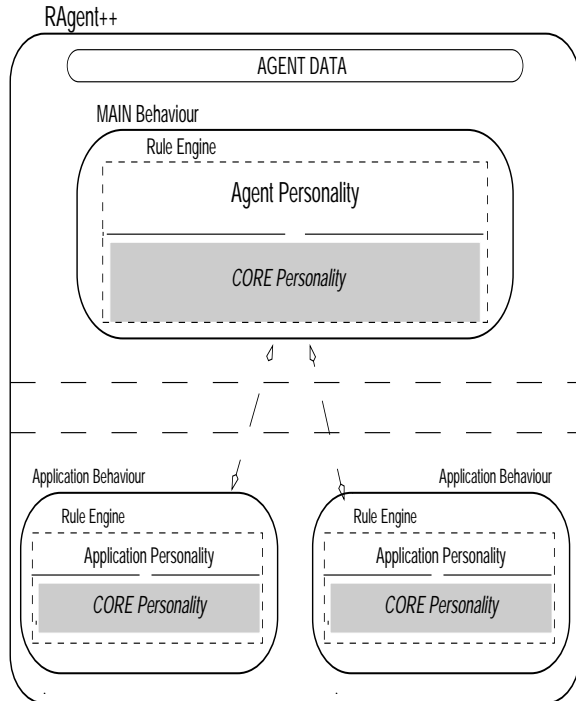 RAgent++
AGENT DATA
MAIN Behaviour
Rule Engine
Agent Personality
CORE Personality
Application Behaviour
Rule Engine
Application Personality
CORE Personality
Application Behaviour
Rule Engine
Application Personality
CORE Personality